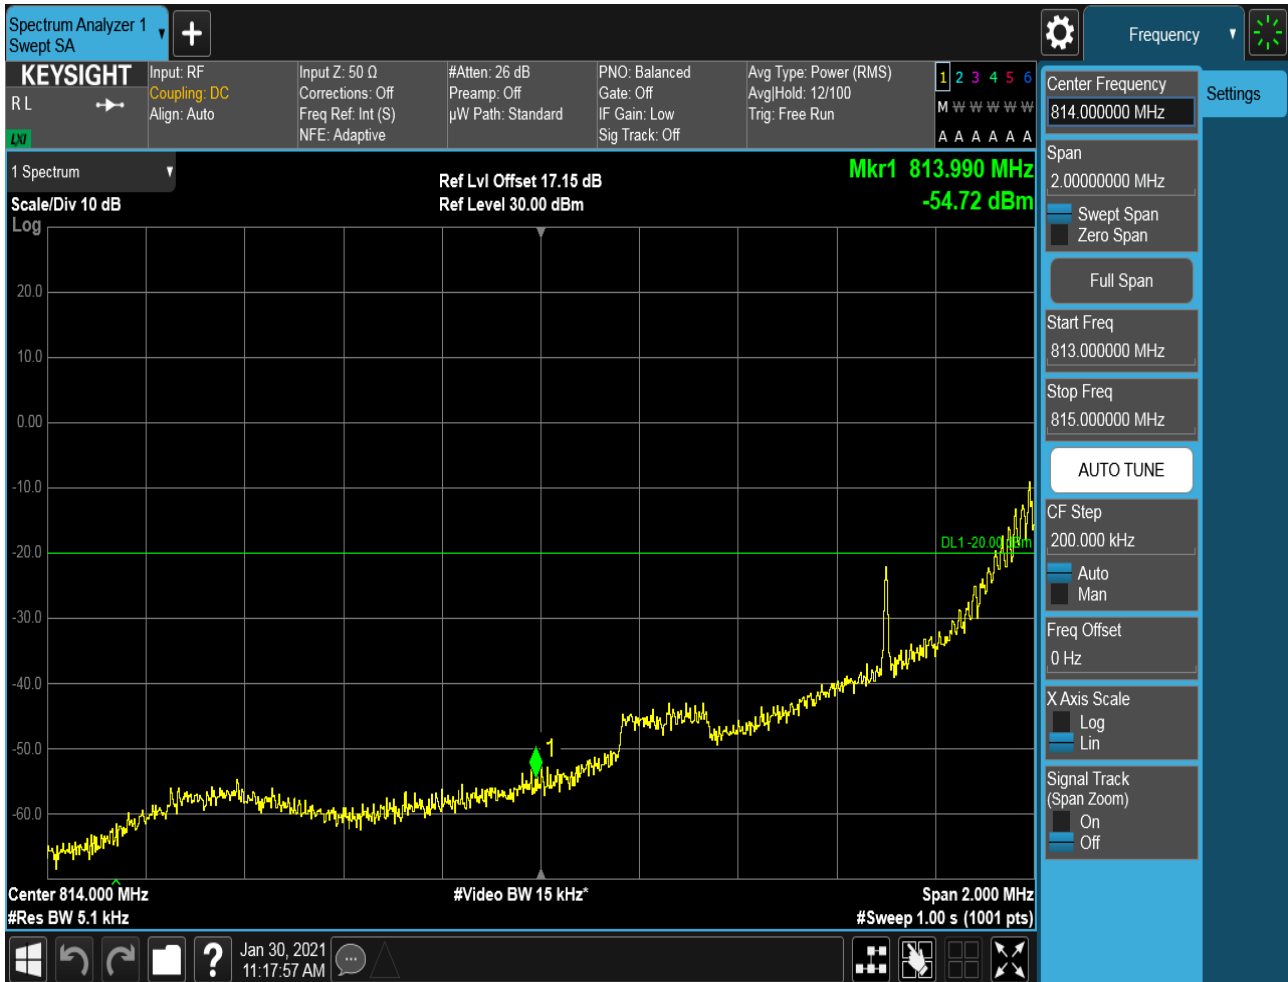 Spectrum Analyzer 1
Swept SA
+
Frequency
KEYSIGHT
R L
LXI
Input: RF
Coupling: DC
Align: Auto
Input Z: 50 Ω
Corrections: Off
Freq Ref: Int (S)
NFE: Adaptive
#Atten: 26 dB
Preamp: Off
µW Path: Standard
PNO: Balanced
Gate: Off
IF Gain: Low
Sig Track: Off
Avg Type: Power (RMS)
Avg|Hold: 12/100
Trig: Free Run
1 2 3 4 5 6
M W W W W W
A A A A A A
1 Spectrum
Scale/Div 10 dB
Log
Ref Lvl Offset 17.15 dB
Ref Level 30.00 dBm
Mkr1 813.990 MHz
-54.72 dBm
20.0
10.0
0.00
-10.0
-20.0
-30.0
-40.0
-50.0
-60.0
DL1 -20.00 dBm
1
Center 814.000 MHz
#Res BW 5.1 kHz
#Video BW 15 kHz*
Span 2.000 MHz
#Sweep 1.00 s (1001 pts)
?
Jan 30, 2021
11:17:57 AM
Center Frequency
814.000000 MHz
Span
2.00000000 MHz
Swept Span
Zero Span
Full Span
Start Freq
813.000000 MHz
Stop Freq
815.000000 MHz
AUTO TUNE
CF Step
200.000 kHz
Auto
Man
Freq Offset
0 Hz
X Axis Scale
Log
Lin
Signal Track
(Span Zoom)
On
Off
Settings